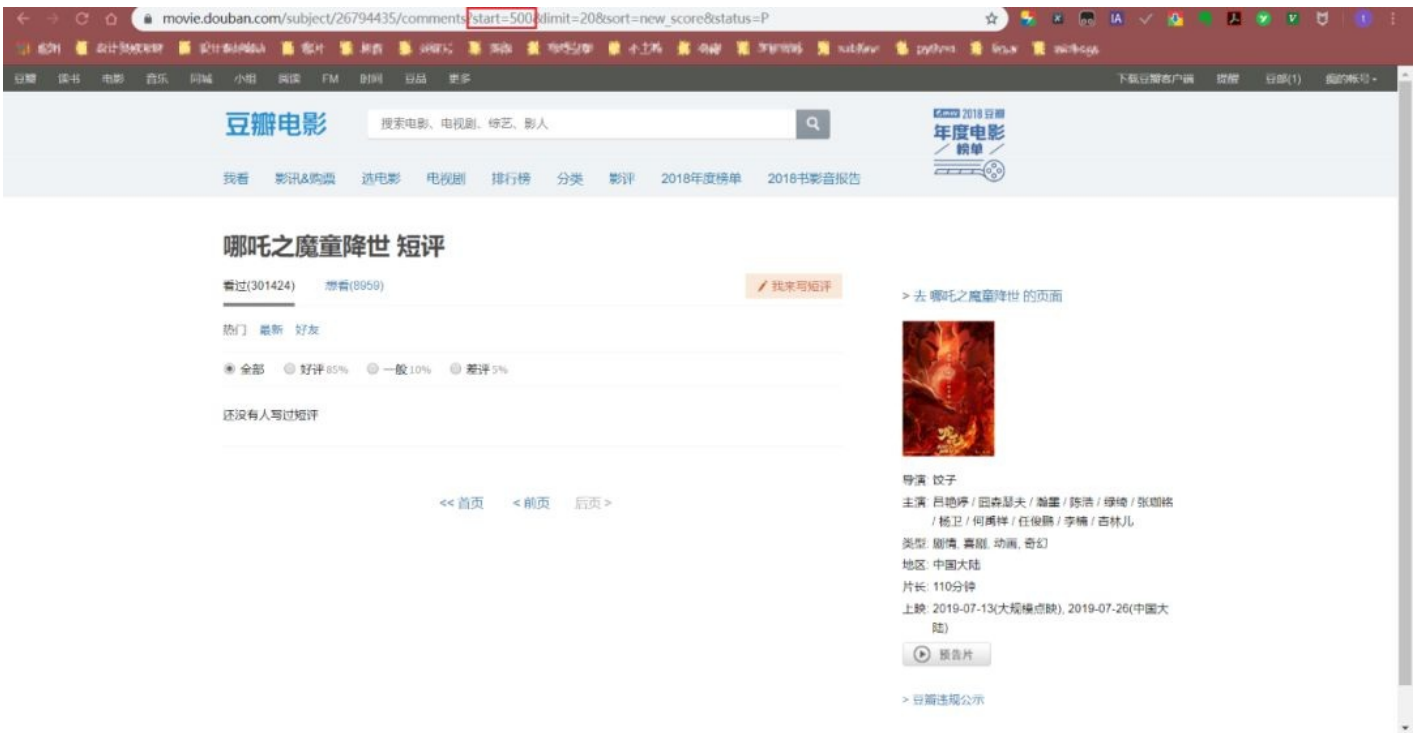 movie.douban.com/subject/26794435/comments?start=500&limit=20&sort=new_score&status=P
python
豆瓣 读书 电影 音乐 同城 小组 阅读 FM 时间 豆品 更多
下载豆瓣客户端 提醒 豆邮(1) 我的帐号
豆瓣电影
搜索电影、电视剧、综艺、影人
2018 豆瓣
年度电影
榜单
我看 影讯&购票 选电影 电视剧 排行榜 分类 影评 2018年度榜单 2018书影音报告
哪吒之魔童降世 短评
看过(301424) 想看(8959)
我来写短评
热门 最新 好友
全部 好评 85% 一般 10% 差评 5%
还没有人写过短评
<< 首页 < 前页 后页 >
> 去 哪吒之魔童降世 的页面
导演: 饺子
主演: 吕艳婷 / 囧森瑟夫 / 瀚墨 / 陈浩 / 绿绮 / 张珈铭
/ 杨卫 / 何禹祥 / 任俊鹏 / 李楠 / 杏林儿
类型: 剧情, 喜剧, 动画, 奇幻
地区: 中国大陆
片长: 110分钟
上映: 2019-07-13(大规模点映), 2019-07-26(中国大
陆)
预告片
> 豆瓣违规公示